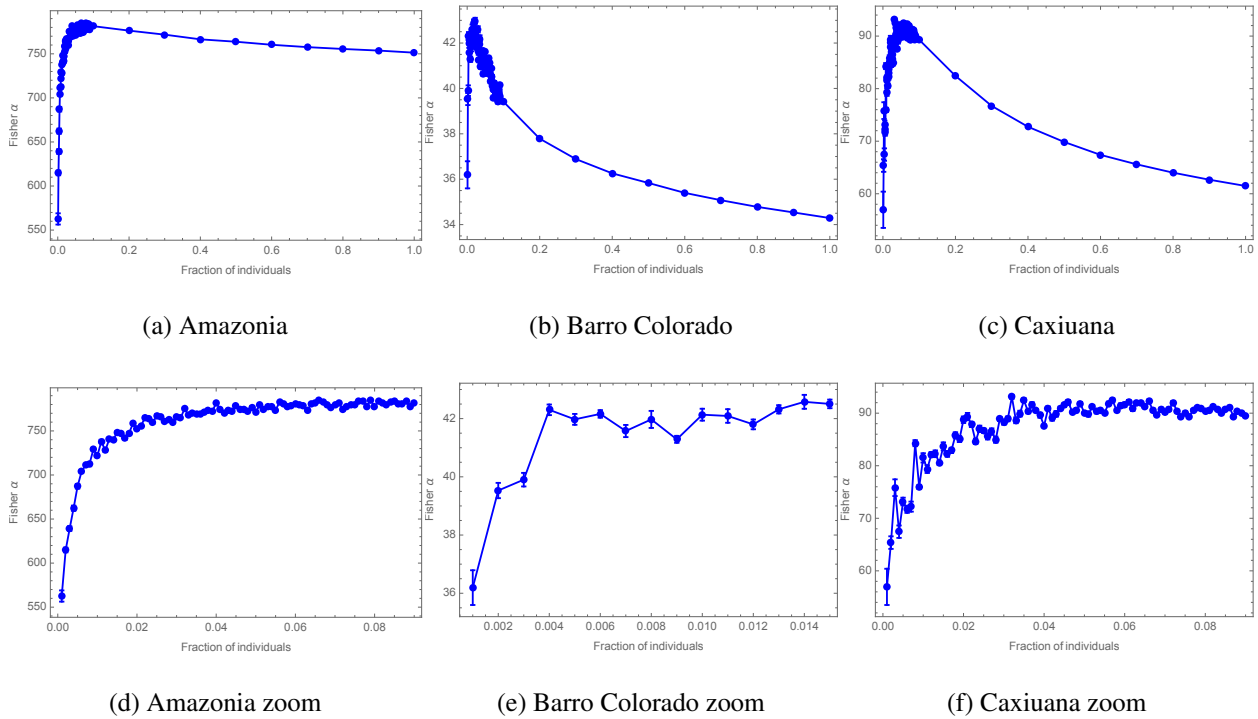 750
700
650
600
550
Fisher α
0.0 0.2 0.4 0.6 0.8 1.0
Fraction of individuals
(a) Amazonia
42
40
38
36
34
Fisher α
0.0 0.2 0.4 0.6 0.8 1.0
Fraction of individuals
(b) Barro Colorado
90
80
70
60
Fisher α
0.0 0.2 0.4 0.6 0.8 1.0
Fraction of individuals
(c) Caxiuana
750
700
650
600
550
Fisher α
0.00 0.02 0.04 0.06 0.08
Fraction of individuals
(d) Amazonia zoom
42
40
38
36
Fisher α
0.002 0.004 0.006 0.008 0.010 0.012 0.014
Fraction of individuals
(e) Barro Colorado zoom
90
80
70
60
Fisher α
0.00 0.02 0.04 0.06 0.08
Fraction of individuals
(f) Caxiuana zoom